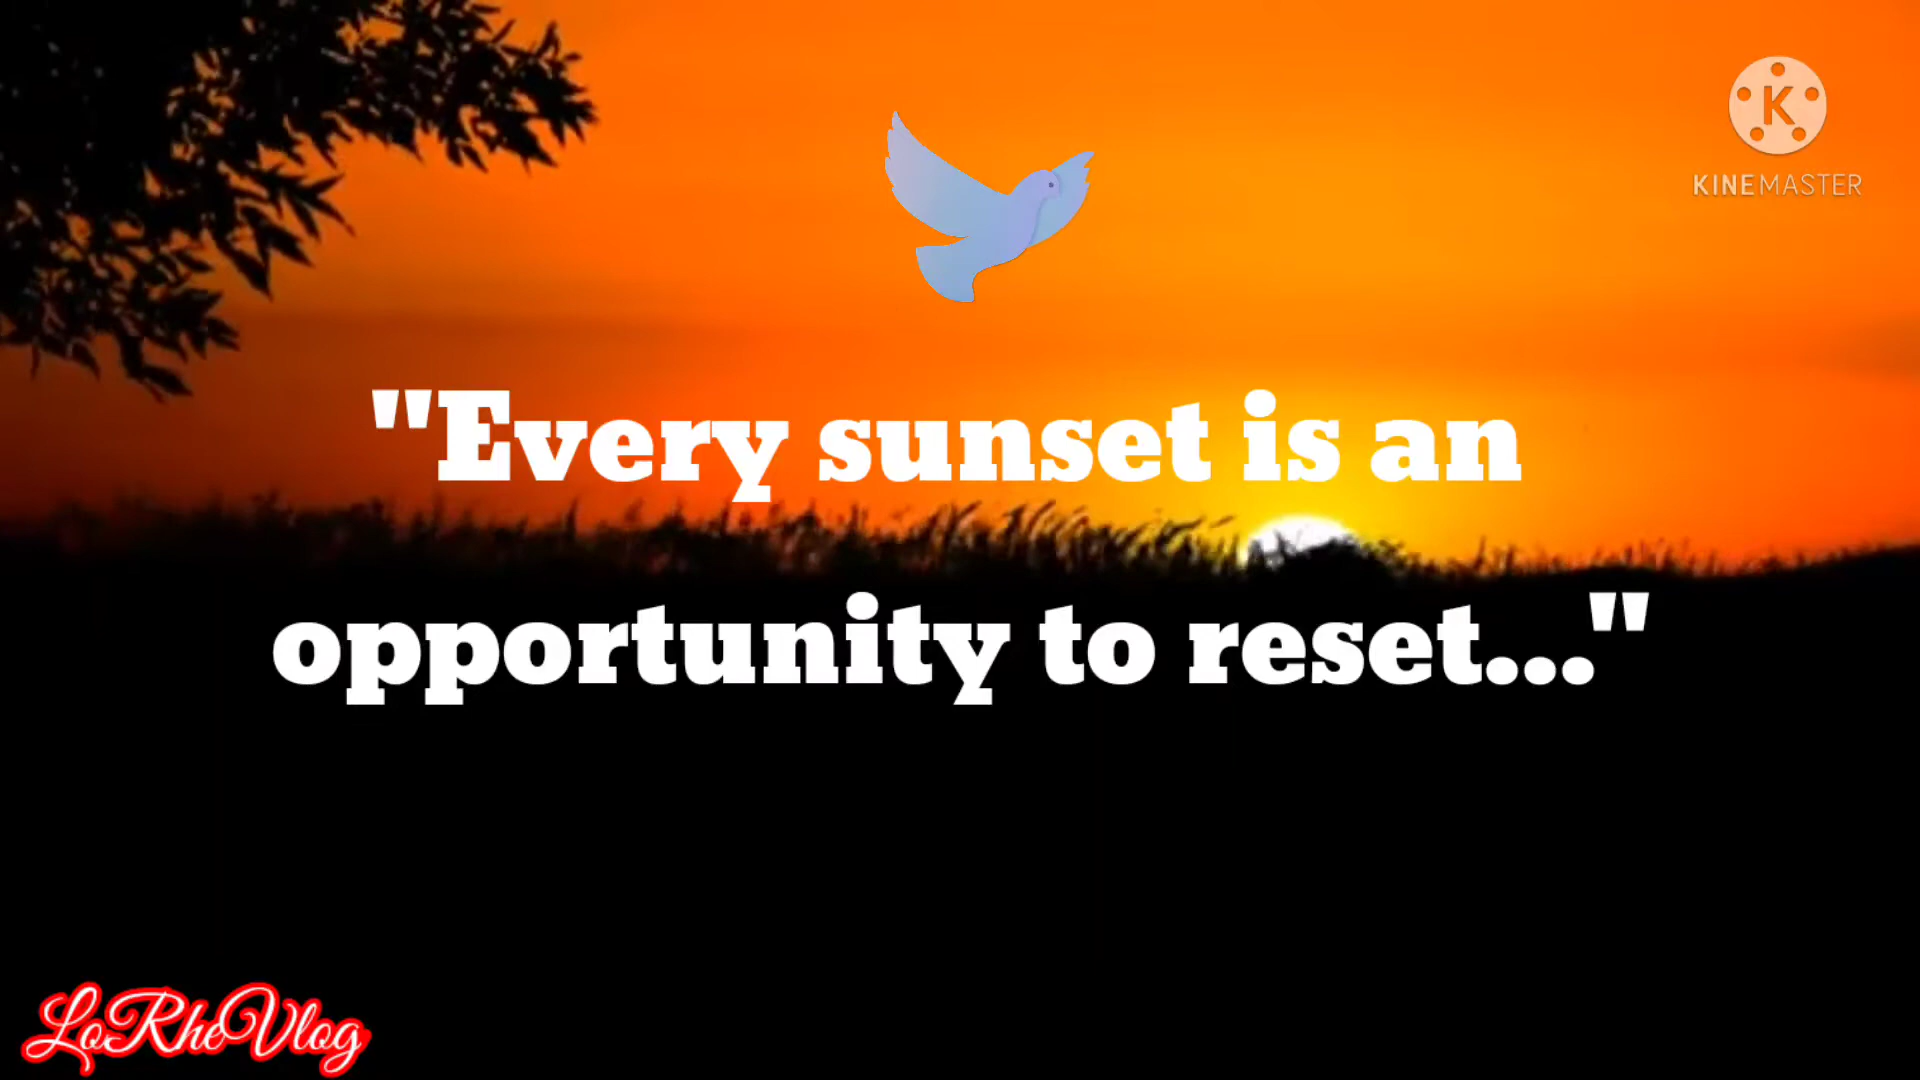 K
KINEMASTER
"Every sunset is an
opportunity to reset..."
LoRheVlog